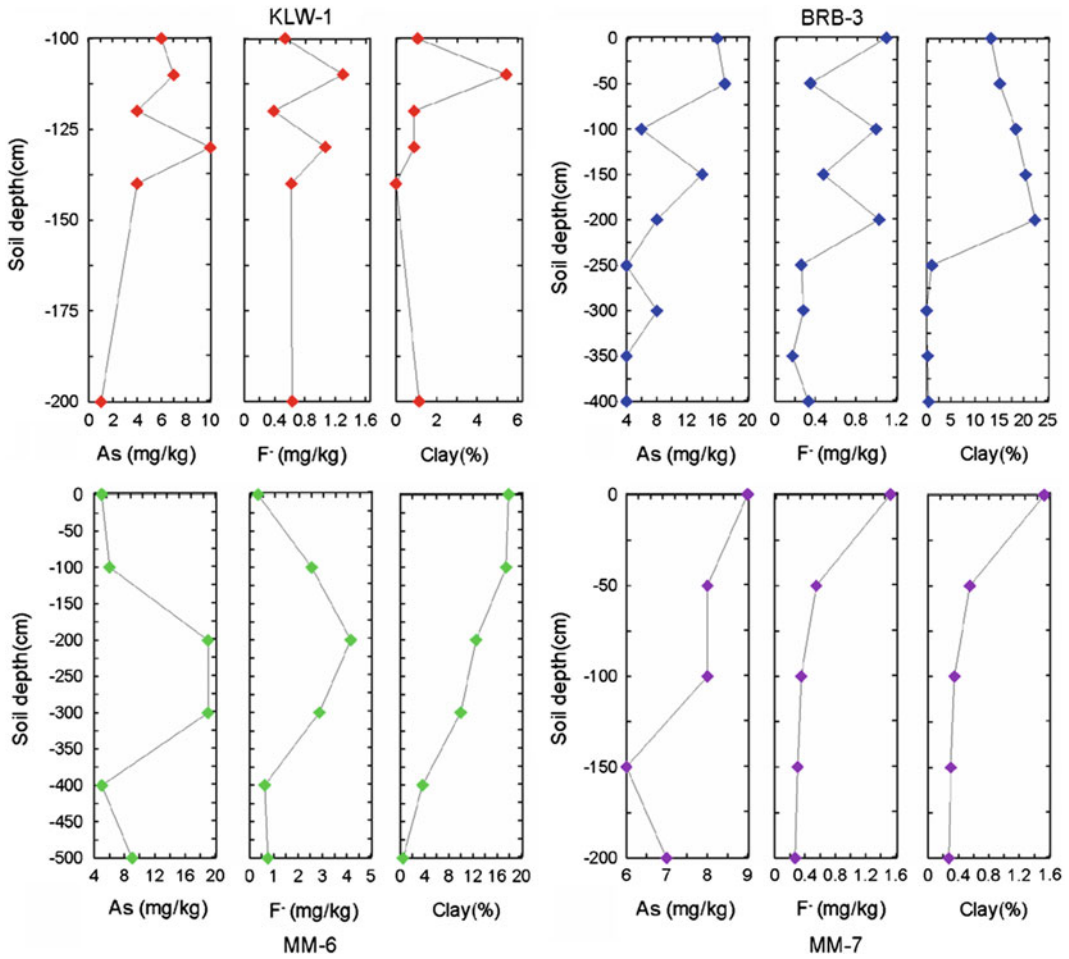 KLW-1
BRB-3
-100
-125
-150
-175
-200
Soil depth(cm)
0 2 4 6 8 10
0 0.4 0.8 1.2 1.6
0 2 4 6
As (mg/kg) F- (mg/kg) Clay(%)
0
-50
-100
-150
-200
-250
-300
-350
-400
Soil depth(cm)
4 8 12 16 20
0 0.4 0.8 1.2
0 5 10 15 20 25
As (mg/kg) F- (mg/kg) Clay(%)
0
-50
-100
-150
-200
-250
-300
-350
-400
-450
-500
Soil depth(cm)
4 8 12 16 20
0 1 2 3 4 5
0 4 8 12 16 20
As (mg/kg) F- (mg/kg) Clay(%)
0
-50
-100
-150
-200
Soil depth(cm)
6 7 8 9
0 0.4 0.8 1.2 1.6
0 0.4 0.8 1.2 1.6
As (mg/kg) F- (mg/kg) Clay(%)
MM-6
MM-7